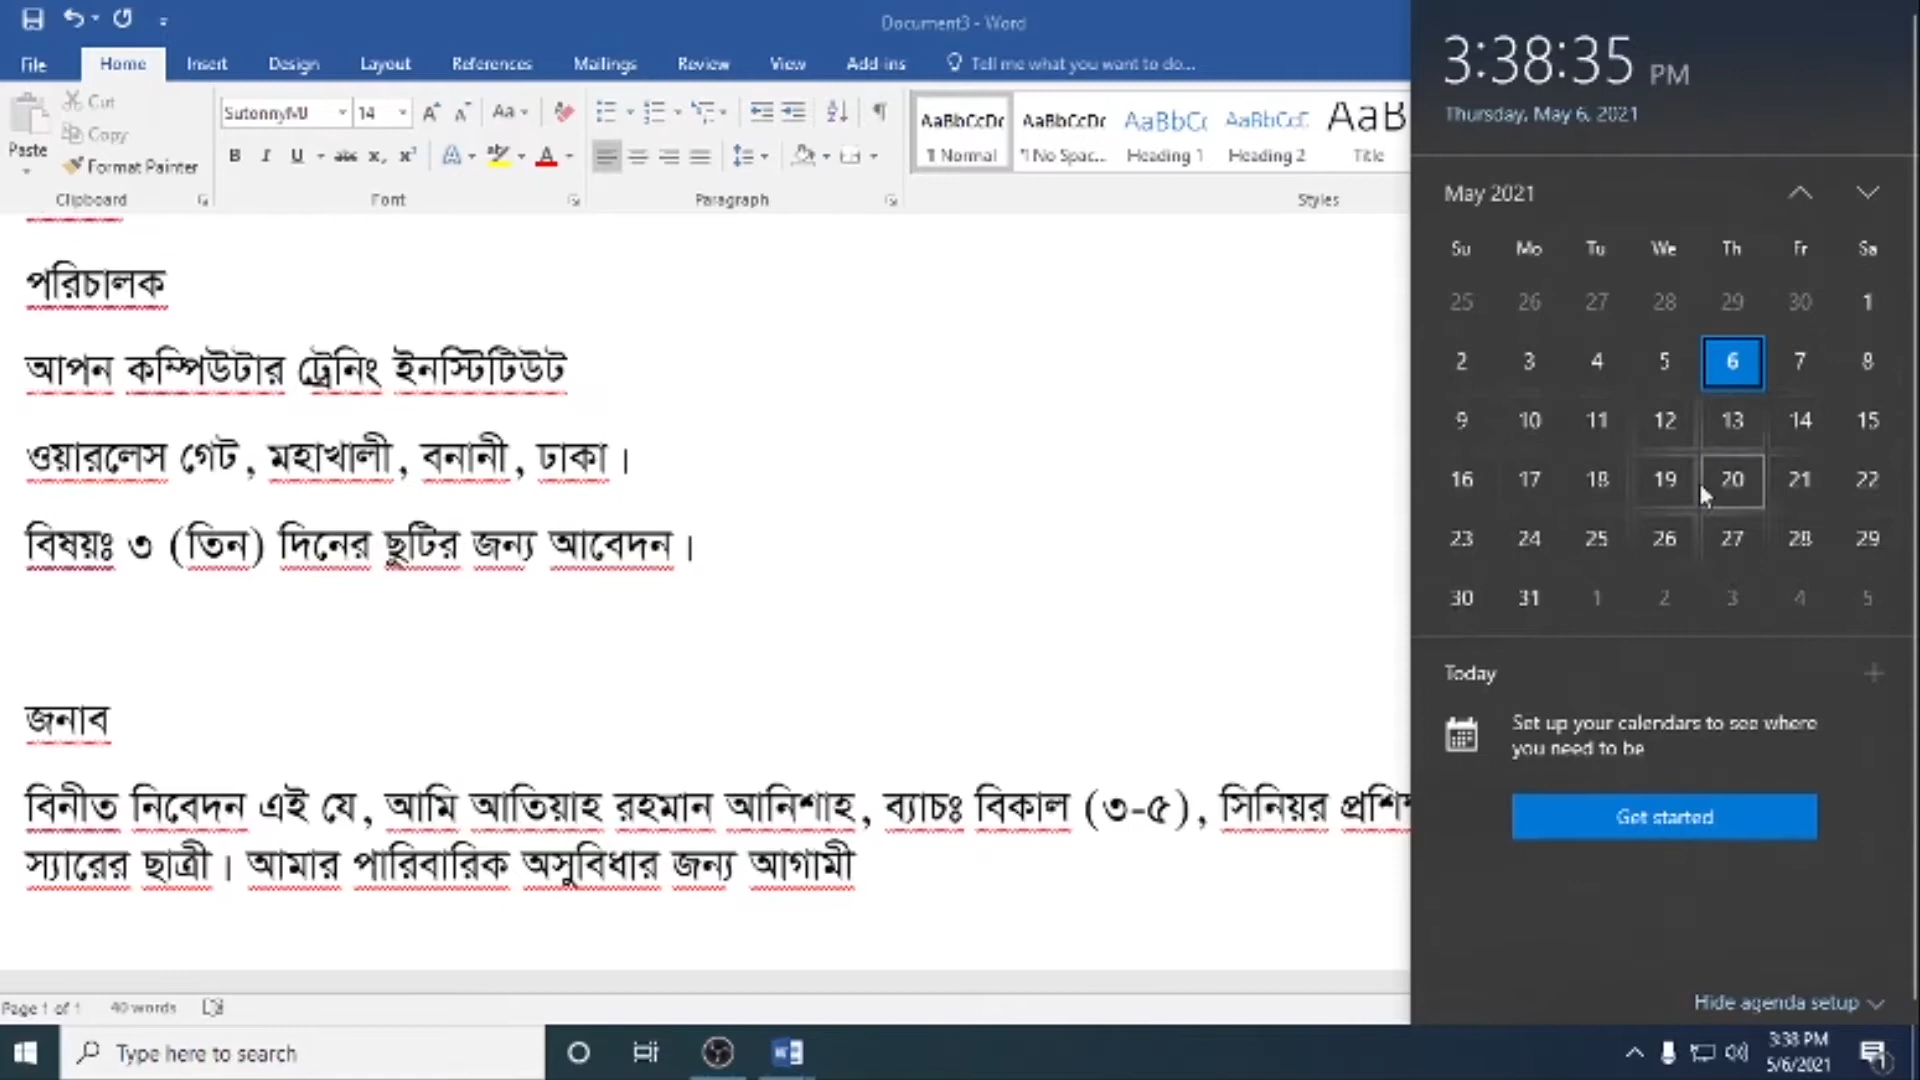 Document3 - Word
File Home Insert Design Layout References Mailings Review View Add-ins Tell me what you want to do...
Paste Cut Copy Format Painter
SutonnyMJ 14
B I U abc
AaBbCcDc AaBbCcDc AaBbCc AaBbCcC AaB
¶ Normal ¶ No Spac... Heading 1 Heading 2 Title
Clipboard Font Paragraph Styles
পরিচালক
আপন কম্পিউটার ট্রেনিং ইনস্টিটিউট
ওয়ারলেস গেট, মহাখালী, বনানী, ঢাকা।
বিষয়ঃ ৩ (তিন) দিনের ছুটির জন্য আবেদন।
জনাব
বিনীত নিবেদন এই যে, আমি আতিয়াহ রহমান আনিশাহ, ব্যাচঃ বিকাল (৩-৫), সিনিয়র
স্যারের ছাত্রী। আমার পারিবারিক অসুবিধার জন্য আগামী
Page 1 of 1 40 words
3:38:35 PM
Thursday, May 6, 2021
May 2021
Su Mo Tu We Th Fr Sa
25 26 27 28 29 30 1
2 3 4 5 6 7 8
9 10 11 12 13 14 15
16 17 18 19 20 21 22
23 24 25 26 27 28 29
30 31 1 2 3 4 5
Today
Set up your calendars to see where
you need to be
Get started
Hide agenda setup
Type here to search
3:38 PM
5/6/2021
1